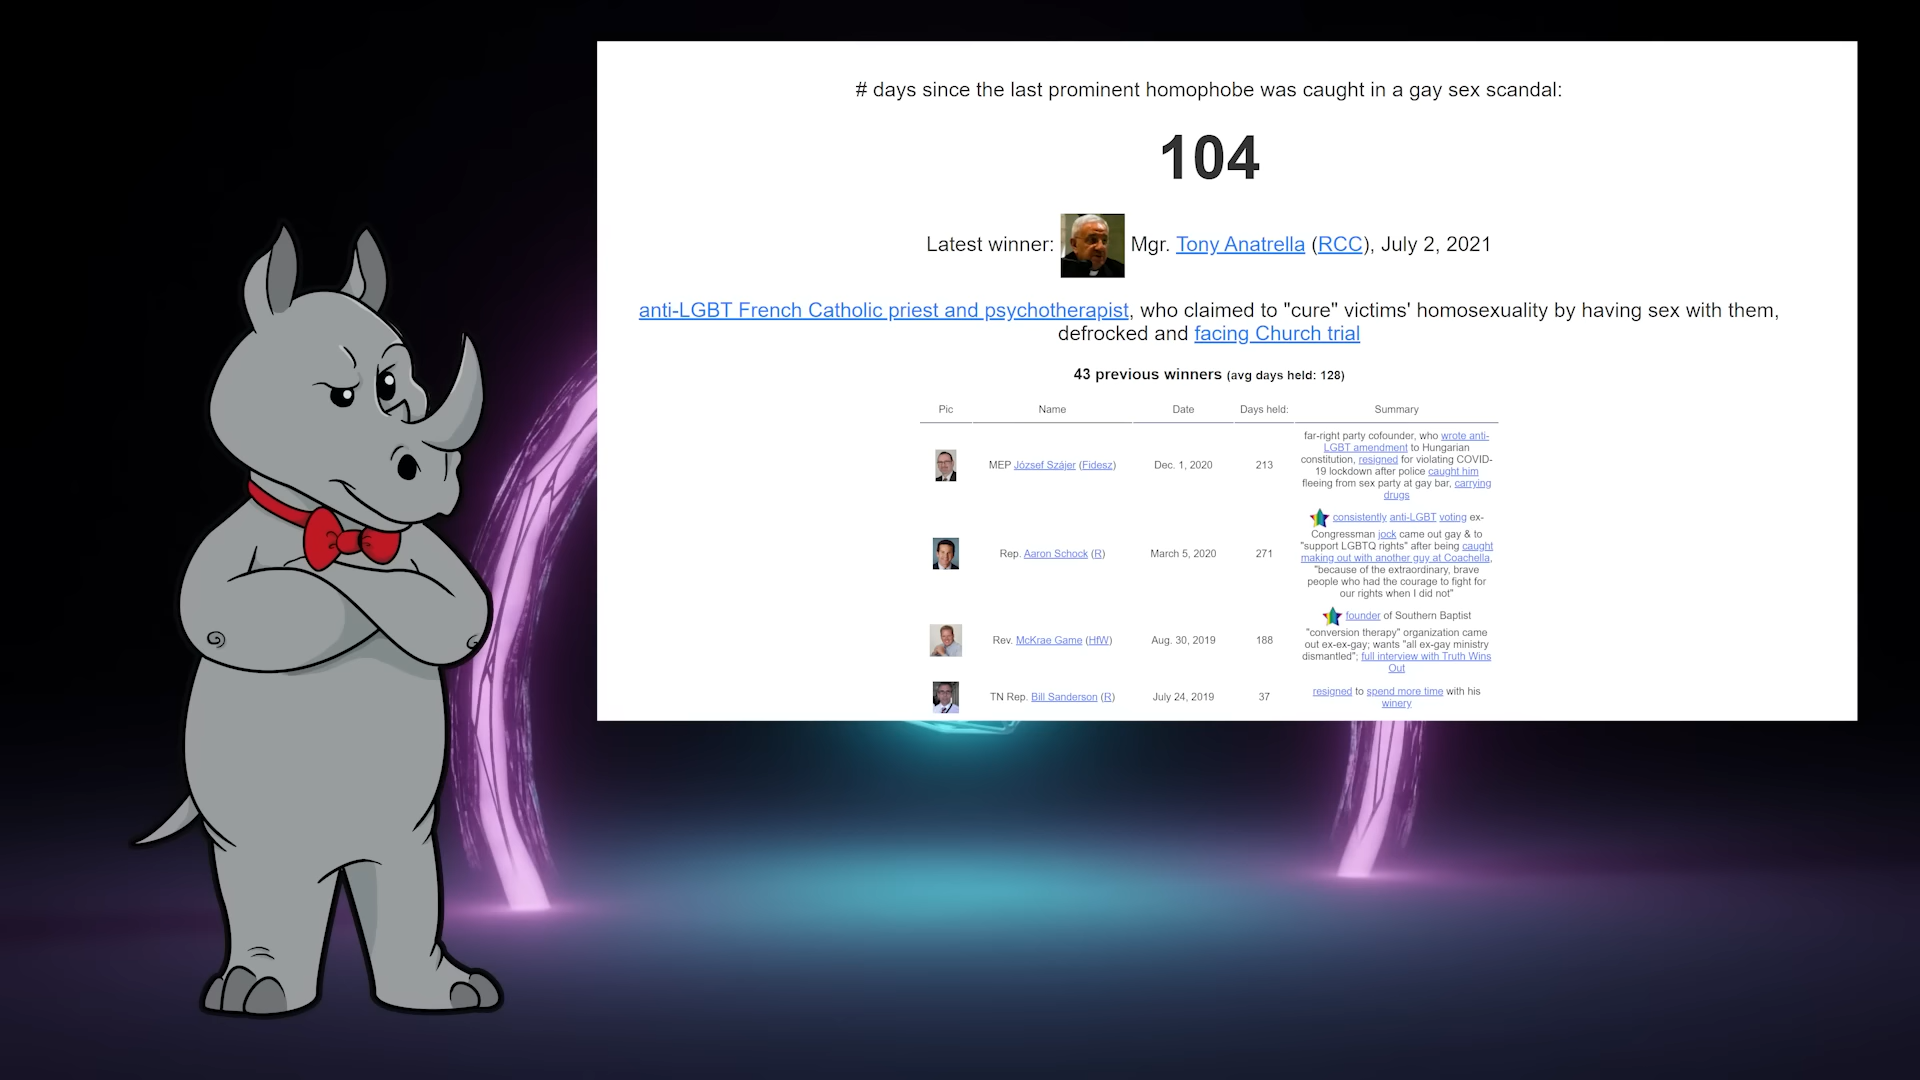 # days since the last prominent homophobe was caught in a gay sex scandal:
104
Latest winner: Mgr. Tony Anatrella (RCC), July 2, 2021
anti-LGBT French Catholic priest and psychotherapist, who claimed to "cure" victims' homosexuality by having sex with them,
defrocked and facing Church trial
43 previous winners (avg days held: 128)
Pic Name Date Days held: Summary
MEP József Szájer (Fidesz) Dec. 1, 2020 213
far-right party cofounder, who wrote anti-
LGBT amendment to Hungarian
constitution, resigned for violating COVID-
19 lockdown after police caught him
fleeing from sex party at gay bar, carrying
drugs
Rep. Aaron Schock (R) March 5, 2020 271
consistently anti-LGBT voting ex-
Congressman jock came out gay & to
"support LGBTQ rights" after being caught
making out with another guy at Coachella,
"because of the extraordinary, brave
people who had the courage to fight for
our rights when I did not"
Rev. McKrae Game (HfW) Aug. 30, 2019 188
founder of Southern Baptist
"conversion therapy" organization came
out ex-ex-gay; wants "all ex-gay ministry
dismantled"; full interview with Truth Wins
Out
TN Rep. Bill Sanderson (R) July 24, 2019 37
resigned to spend more time with his
winery